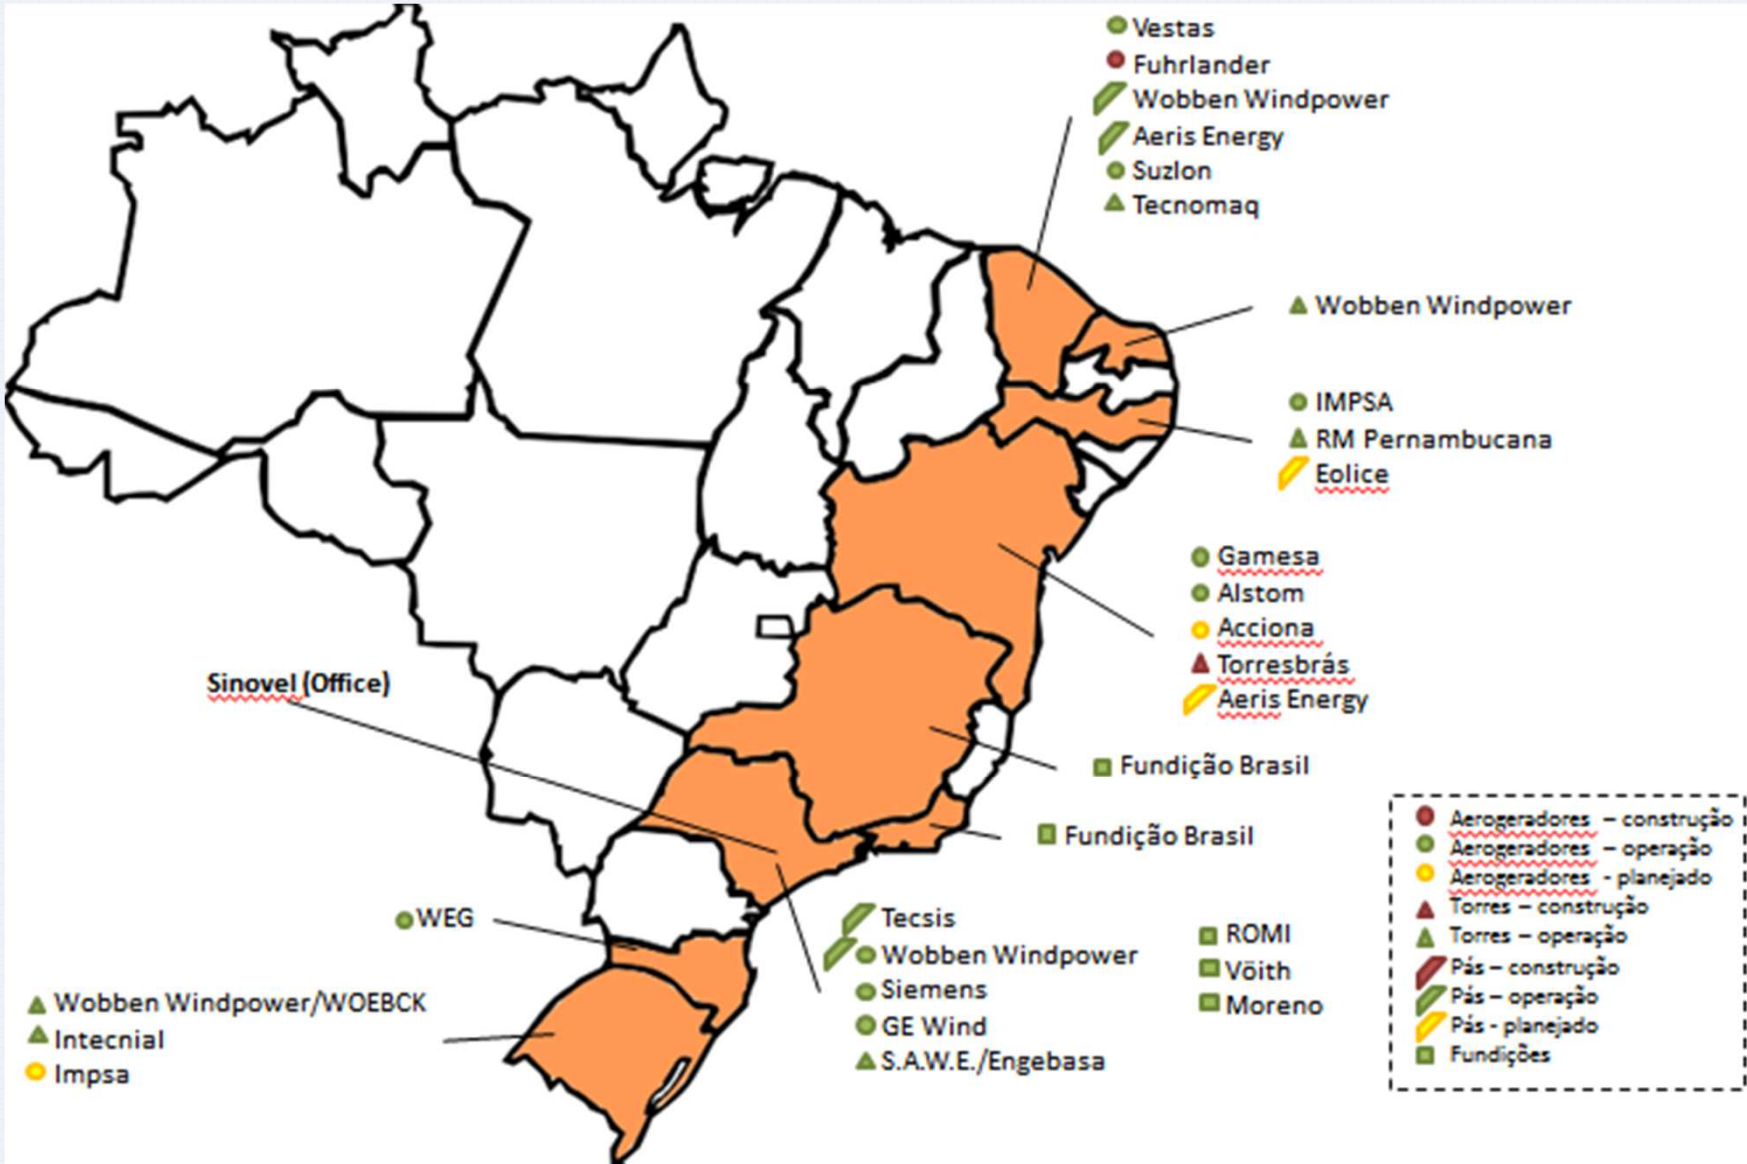 Vestas
Fuhrlander
Wobben Windpower
Aeris Energy
Suzlon
Tecnomaq
Wobben Windpower
IMPSA
RM Pernambucana
Eolice
Gamesa
Alstom
Acciona
Torresbrás
Aeris Energy
Sinovel (Office)
Fundição Brasil
Fundição Brasil
WEG
Tecsis
Wobben Windpower
Siemens
GE Wind
S.A.W.E./Engebasa
ROMI
Vöith
Moreno
Wobben Windpower/WOEBCK
Intecnial
Impsa
Aerogeradores – construção
Aerogeradores – operação
Aerogeradores - planejado
Torres – construção
Torres – operação
Pás – construção
Pás – operação
Pás - planejado
Fundições